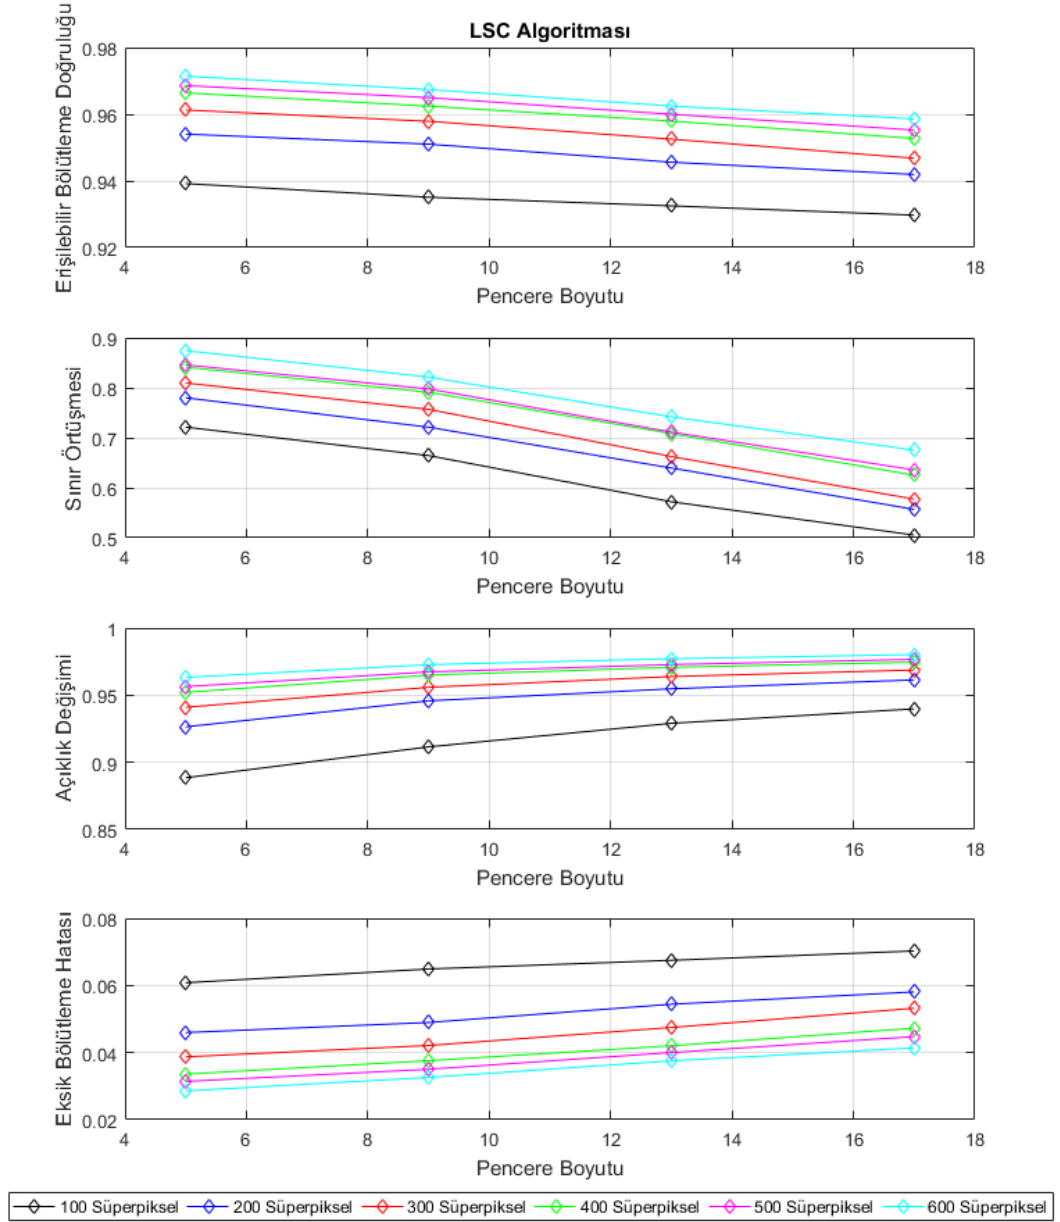 LSC Algoritması
Erişilebilir Bölütleme Doğruluğu
0.98
0.96
0.94
0.92
4 6 8 10 12 14 16 18
Pencere Boyutu
Sınır Örtüşmesi
0.9
0.8
0.7
0.6
0.5
4 6 8 10 12 14 16 18
Pencere Boyutu
Açıklık Değişimi
1
0.95
0.9
0.85
4 6 8 10 12 14 16 18
Pencere Boyutu
Eksik Bölütleme Hatası
0.08
0.06
0.04
0.02
4 6 8 10 12 14 16 18
Pencere Boyutu
100 Süperpiksel 200 Süperpiksel 300 Süperpiksel 400 Süperpiksel 500 Süperpiksel 600 Süperpiksel